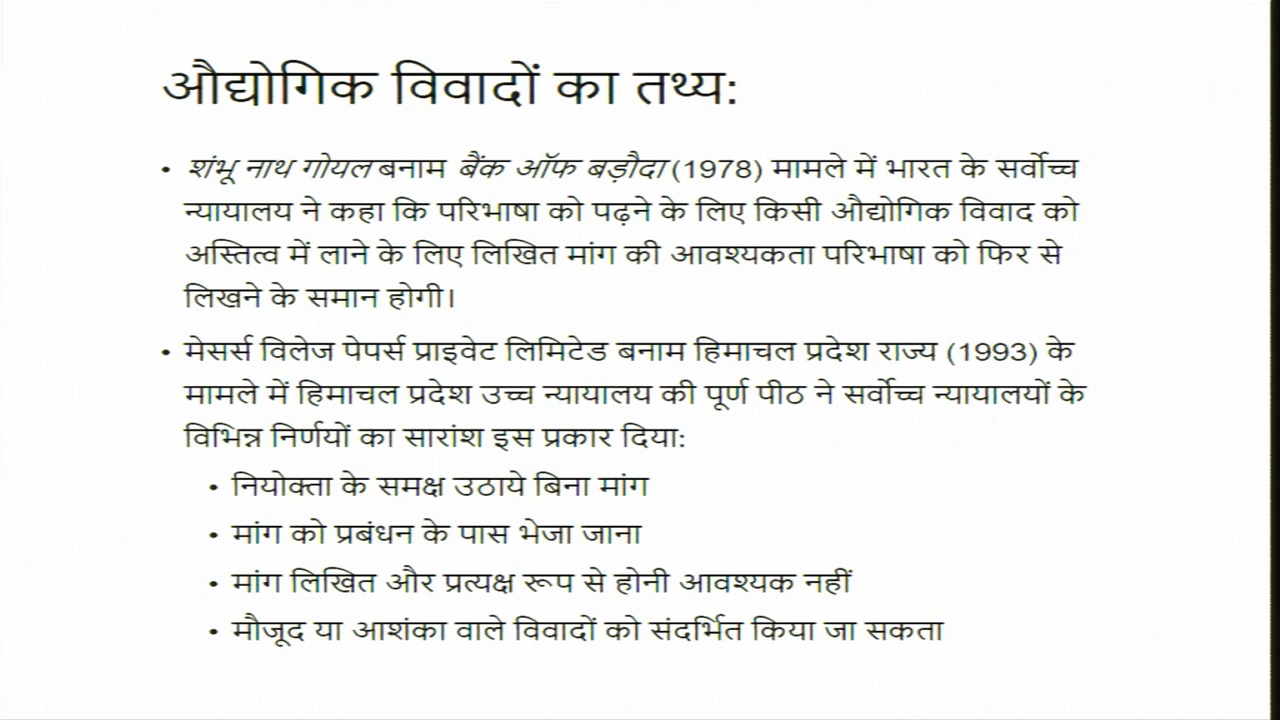 औद्योगिक विवादों का तथ्य:
• शंभू नाथ गोयल बनाम बैंक ऑफ बड़ौदा (1978) मामले में भारत के सर्वोच्च
न्यायालय ने कहा कि परिभाषा को पढ़ने के लिए किसी औद्योगिक विवाद को
अस्तित्व में लाने के लिए लिखित मांग की आवश्यकता परिभाषा को फिर से
लिखने के समान होगी।
• मेसर्स विलेज पेपर्स प्राइवेट लिमिटेड बनाम हिमाचल प्रदेश राज्य (1993) के
मामले में हिमाचल प्रदेश उच्च न्यायालय की पूर्ण पीठ ने सर्वोच्च न्यायालयों के
विभिन्न निर्णयों का सारांश इस प्रकार दिया:
• नियोक्ता के समक्ष उठाये बिना मांग
• मांग को प्रबंधन के पास भेजा जाना
• मांग लिखित और प्रत्यक्ष रूप से होनी आवश्यक नहीं
• मौजूद या आशंका वाले विवादों को संदर्भित किया जा सकता